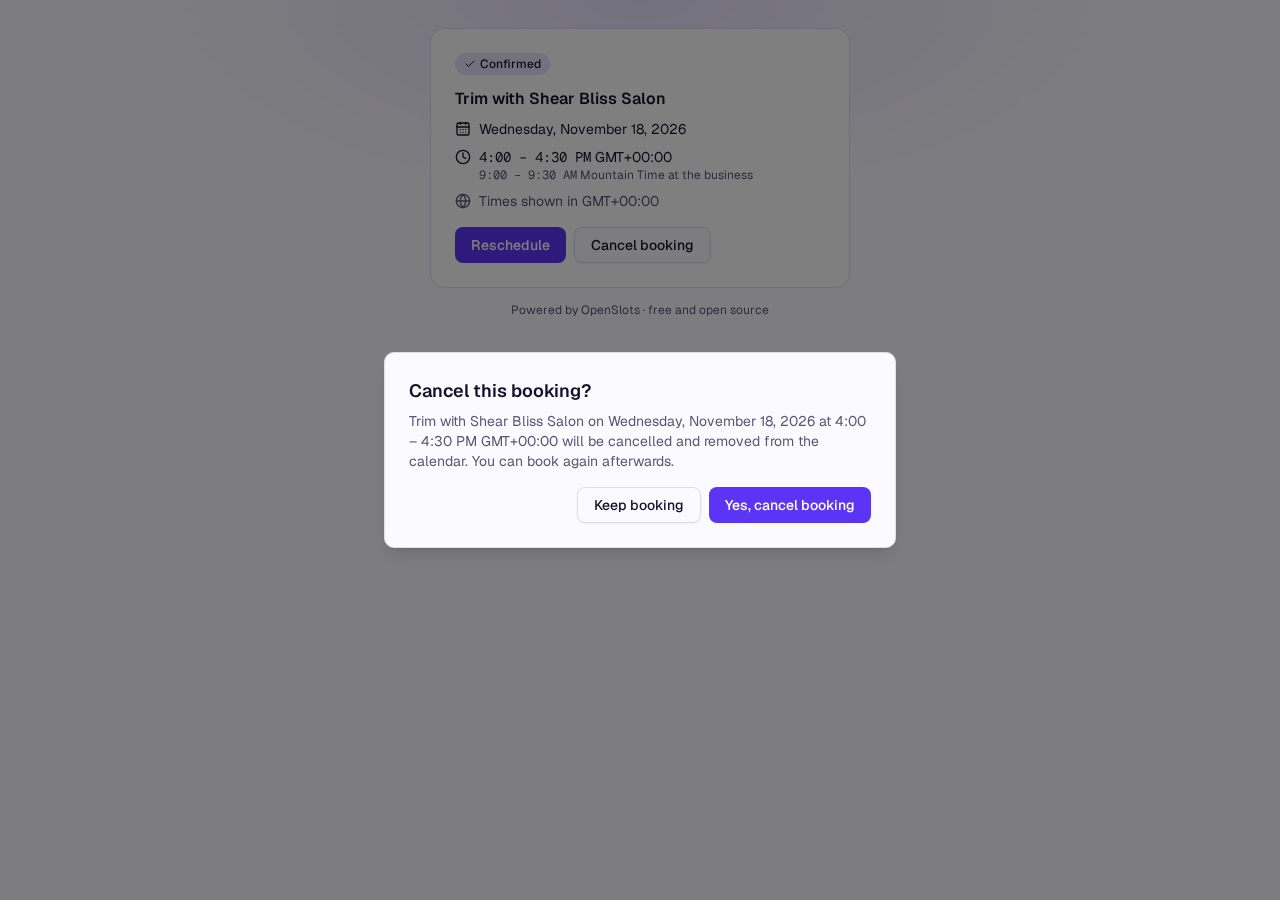 Confirmed
Trim with Shear Bliss Salon
Wednesday, November 18, 2026
4:00 – 4:30 PM GMT+00:00
9:00 – 9:30 AM Mountain Time at the business
Times shown in GMT+00:00
Reschedule
Cancel booking
Powered by OpenSlots · free and open source
Cancel this booking?
Trim with Shear Bliss Salon on Wednesday, November 18, 2026 at 4:00
– 4:30 PM GMT+00:00 will be cancelled and removed from the
calendar. You can book again afterwards.
Keep booking
Yes, cancel booking